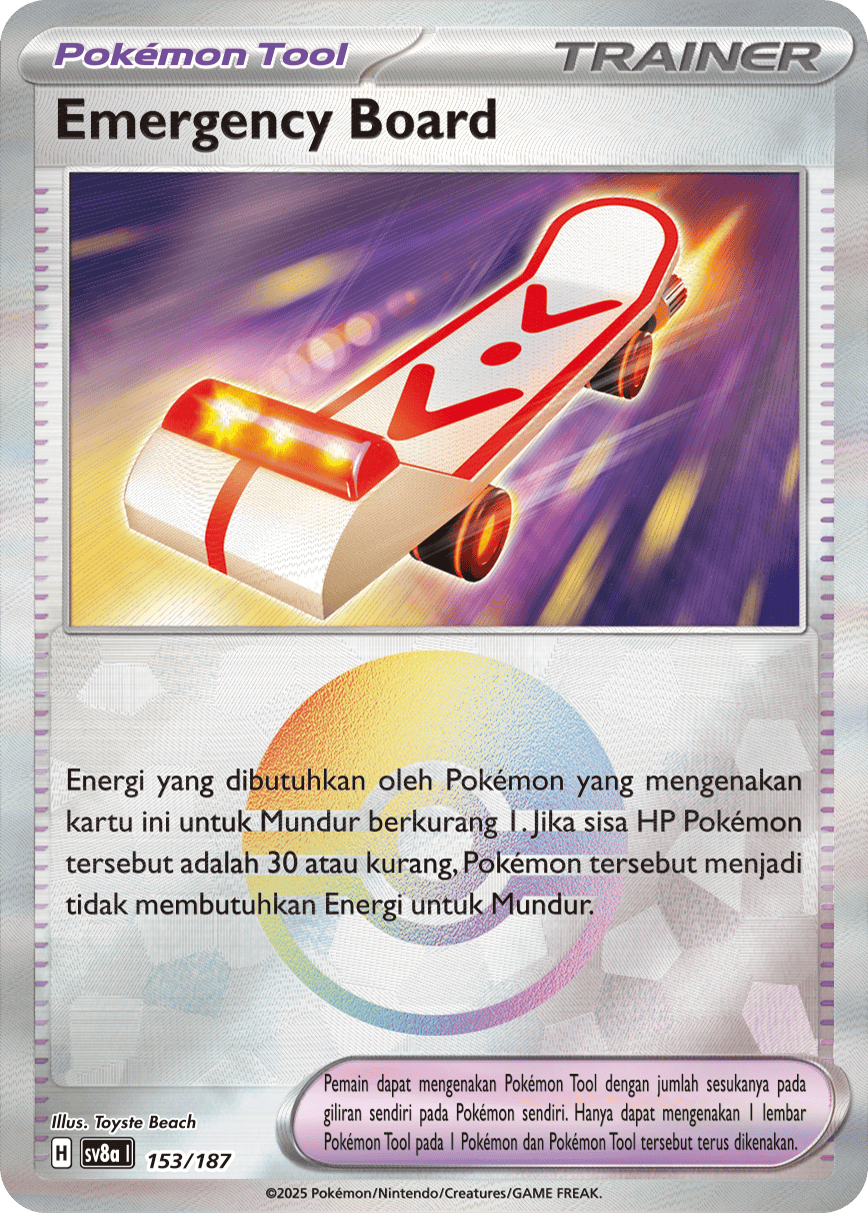 Pokémon Tool
TRAINER
Emergency Board
Energi yang dibutuhkan oleh Pokémon yang mengenakan
kartu ini untuk Mundur berkurang 1. Jika sisa HP Pokémon
tersebut adalah 30 atau kurang, Pokémon tersebut menjadi
tidak membutuhkan Energi untuk Mundur.
Pemain dapat mengenakan Pokémon Tool dengan jumlah sesukanya pada
giliran sendiri pada Pokémon sendiri. Hanya dapat mengenakan 1 lembar
Pokémon Tool pada 1 Pokémon dan Pokémon Tool tersebut terus dikenakan.
Illus. Toyste Beach
H sv8a I 153/187
©2025 Pokémon/Nintendo/Creatures/GAME FREAK.